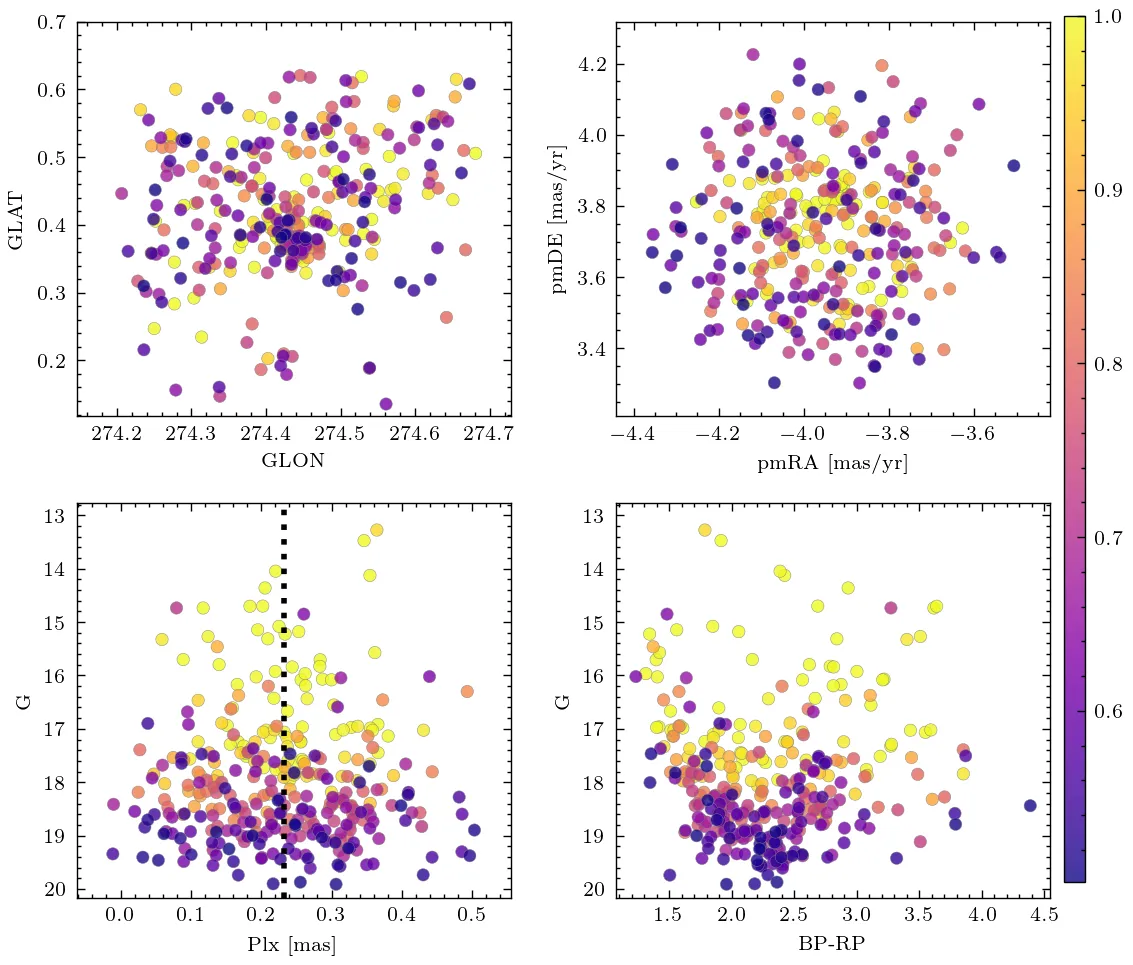 0.7
0.6
0.5
0.4
0.3
0.2
GLAT
274.2 274.3 274.4 274.5 274.6 274.7
GLON
4.2
4.0
3.8
3.6
3.4
pmDE [mas/yr]
−4.4 −4.2 −4.0 −3.8 −3.6
pmRA [mas/yr]
1.0
0.9
0.8
0.7
0.6
13
14
15
16
17
18
19
20
G
0.0 0.1 0.2 0.3 0.4 0.5
Plx [mas]
13
14
15
16
17
18
19
20
G
1.5 2.0 2.5 3.0 3.5 4.0 4.5
BP-RP